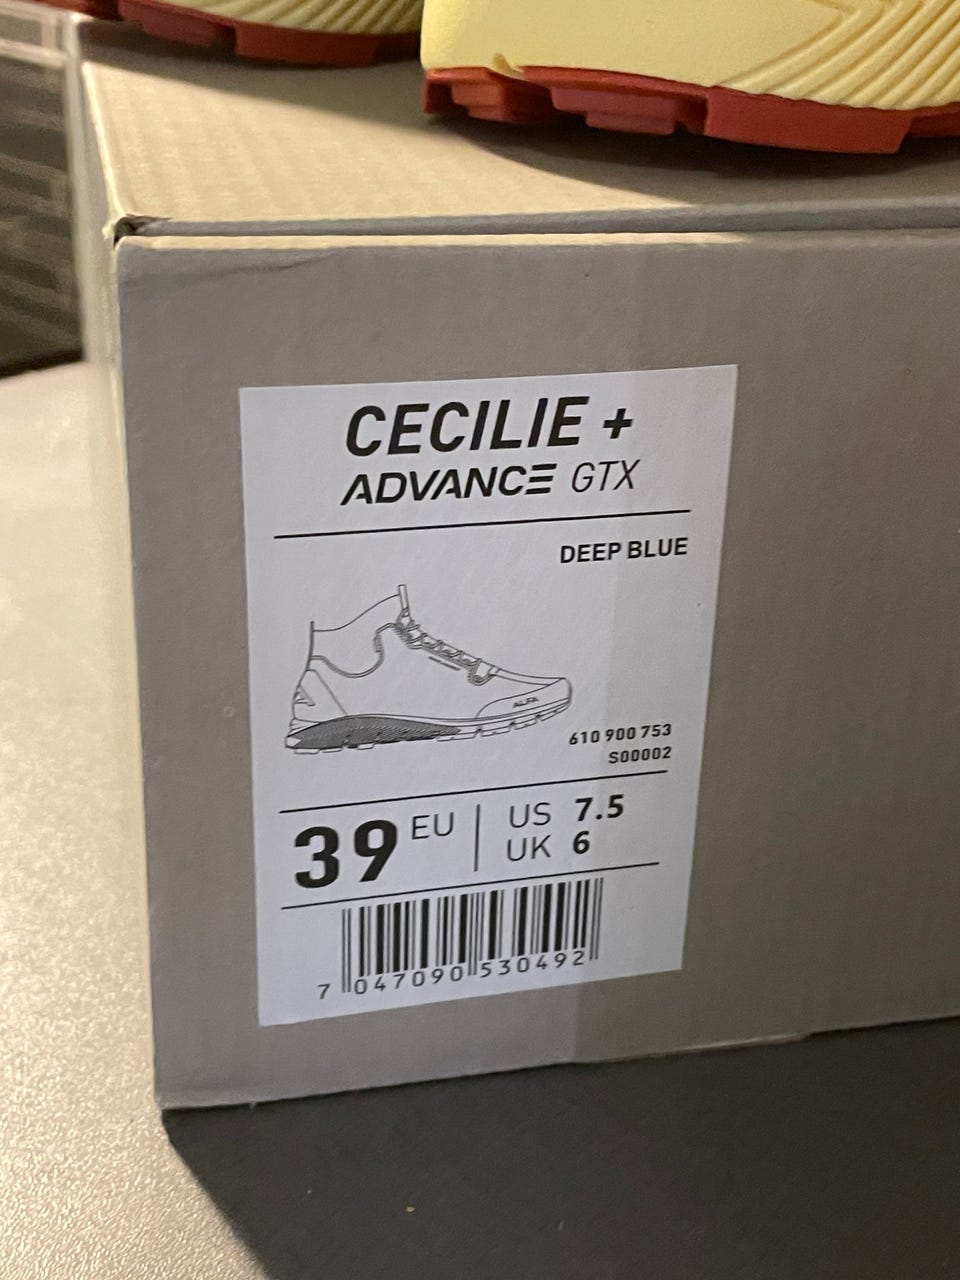 CECILIE +
ADVANCE GTX
DEEP BLUE
ALFA
610 900 753
S00002
39 EU
US 7.5
UK 6
7 047090 530492